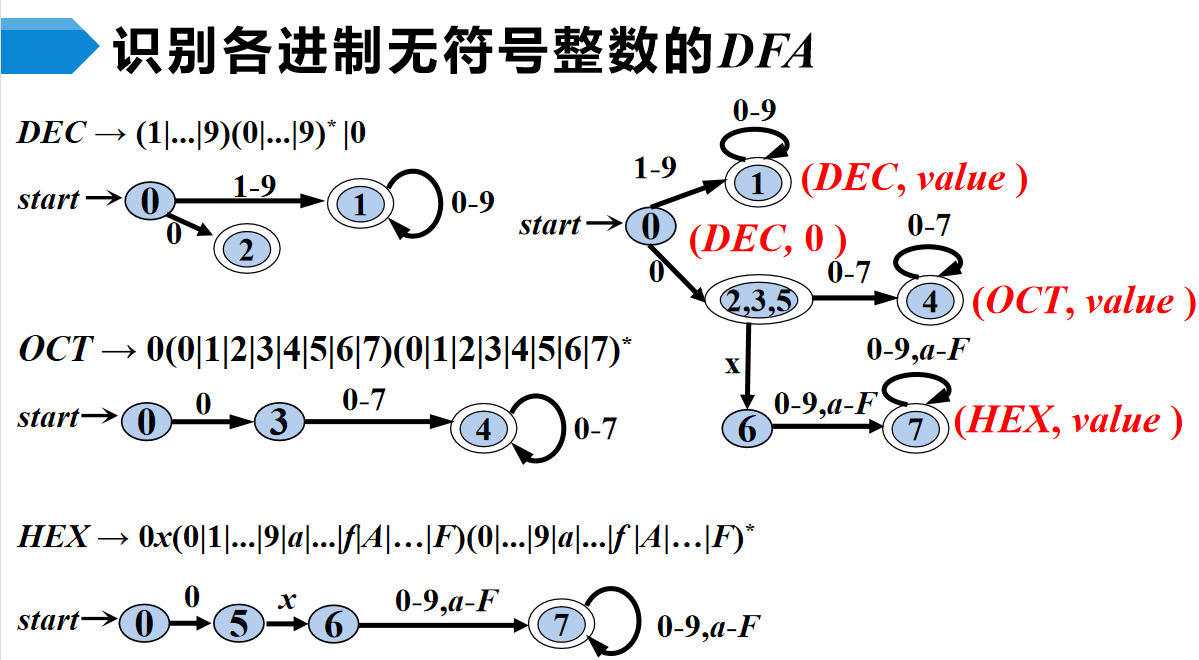 识别各进制无符号整数的DFA
DEC → (1|...|9)(0|...|9)* |0
start 0 1-9 1 0-9
0 2
OCT → 0(0|1|2|3|4|5|6|7)(0|1|2|3|4|5|6|7)*
start 0 0 3 0-7 4 0-7
HEX → 0x(0|1|...|9|a|...|f|A|…|F)(0|...|9|a|...|f |A|…|F)*
start 0 0 5 x 6 0-9,a-F 7 0-9,a-F
0-9
1-9 1 (DEC, value )
start 0 (DEC, 0 )
0 2,3,5 0-7 4 0-7 (OCT, value )
x 0-9,a-F
6 0-9,a-F 7 (HEX, value )